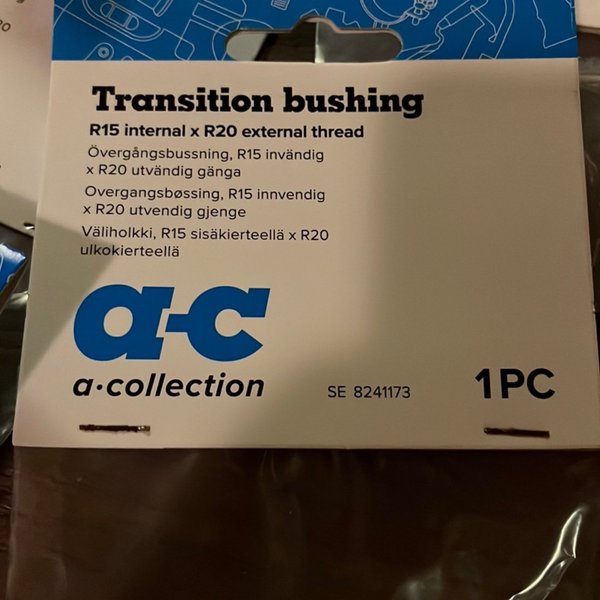 Transition bushing
R15 internal x R20 external thread
Övergångsbussning, R15 invändig
x R20 utvändig gänga
Overgangsbøssing, R15 innvendig
x R20 utvendig gjenge
Väliholkki, R15 sisäkierteellä x R20
ulkokierteellä
a-c
a·collection
SE 8241173
1PC